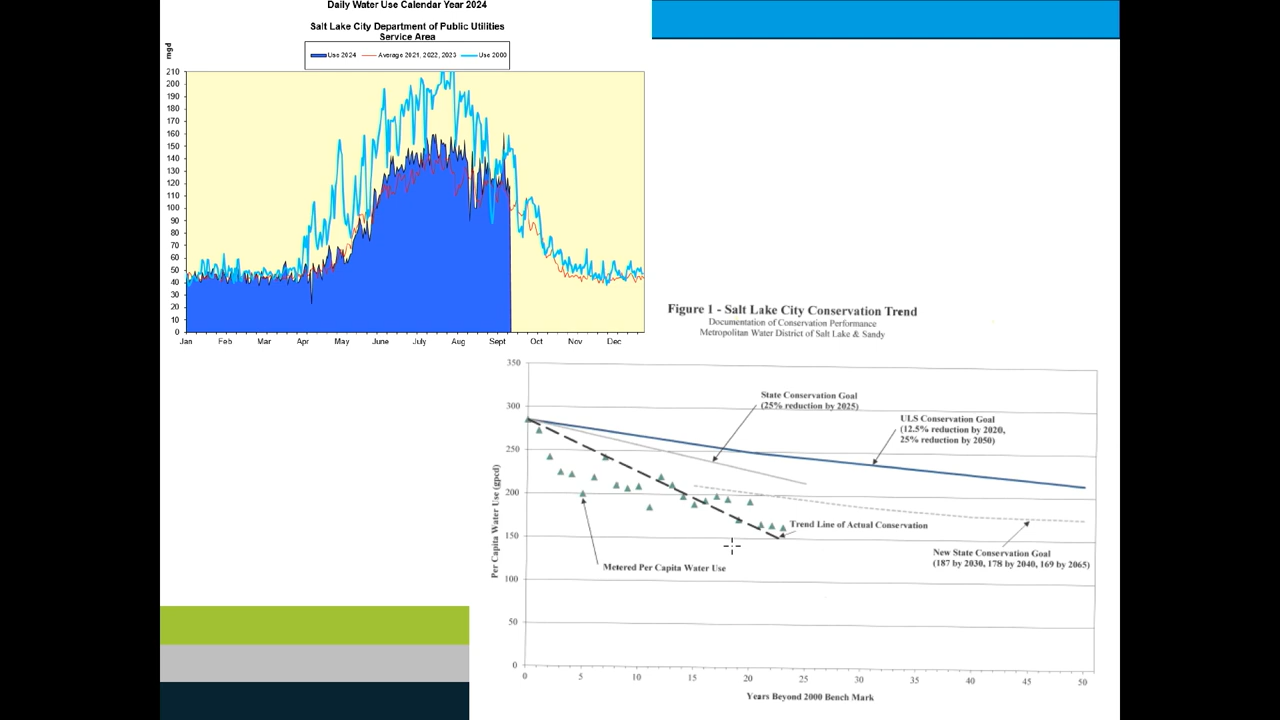 Daily Water Use Calendar Year 2024
Salt Lake City Department of Public Utilities
Service Area
mgd
Use 2024 Average 2021, 2022, 2023 Use 2000
210
200
190
180
170
160
150
140
130
120
110
100
90
80
70
60
50
40
30
20
10
0
Jan Feb Mar Apr May June July Aug Sept Oct Nov Dec
Figure 1 - Salt Lake City Conservation Trend
Documentation of Conservation Performance
Metropolitan Water District of Salt Lake & Sandy
350
300
250
200
150
100
50
0
Per Capita Water Use (gpcd)
State Conservation Goal
(25% reduction by 2025)
ULS Conservation Goal
(12.5% reduction by 2020,
25% reduction by 2050)
Trend Line of Actual Conservation
New State Conservation Goal
(187 by 2030, 178 by 2040, 169 by 2065)
Metered Per Capita Water Use
0 5 10 15 20 25 30 35 40 45 50
Years Beyond 2000 Bench Mark